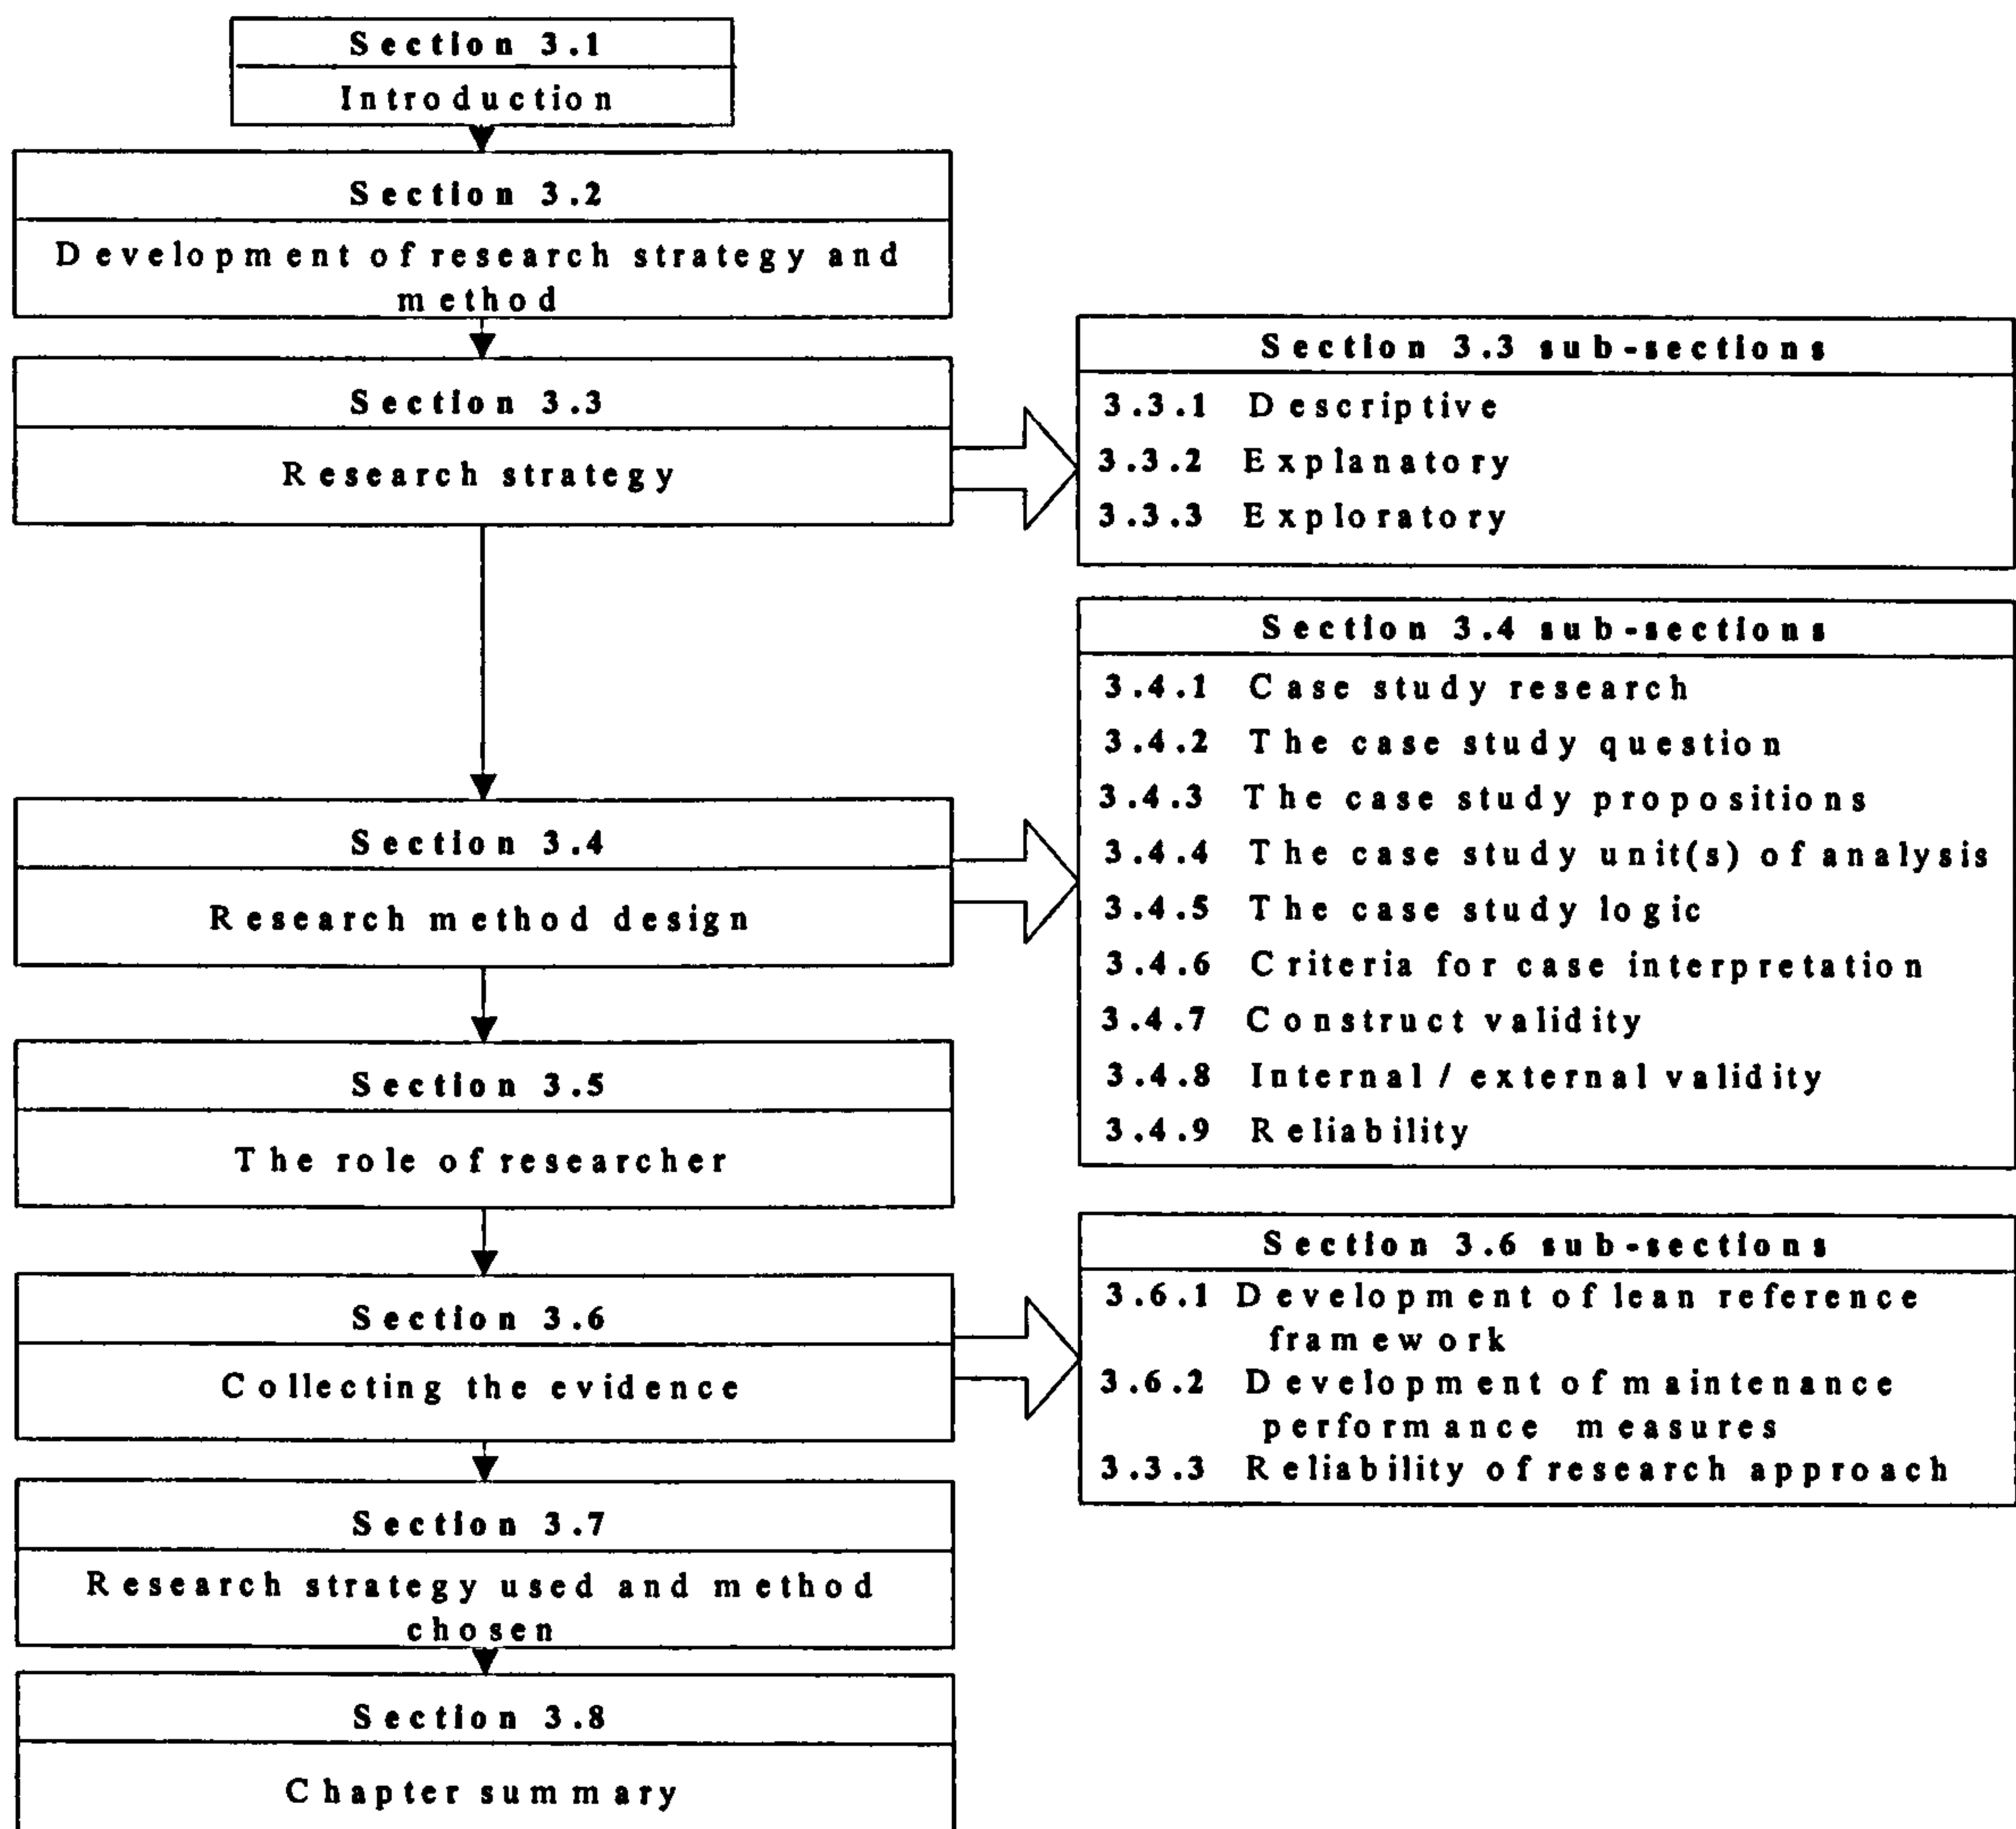 Section 3.1
Introduction
Section 3.2
Development of research strategy and
method
Section 3.3
Research strategy
Section 3.3 sub-sections
3.3.1 Descriptive
3.3.2 Explanatory
3.3.3 Exploratory
Section 3.4
Research method design
Section 3.4 sub-sections
3.4.1 Case study research
3.4.2 The case study question
3.4.3 The case study propositions
3.4.4 The case study unit(s) of analysis
3.4.5 The case study logic
3.4.6 Criteria for case interpretation
3.4.7 Construct validity
3.4.8 Internal / external validity
3.4.9 Reliability
Section 3.5
The role of researcher
Section 3.6
Collecting the evidence
Section 3.6 sub-sections
3.6.1 Development of lean reference
framework
3.6.2 Development of maintenance
performance measures
3.3.3 Reliability of research approach
Section 3.7
Research strategy used and method
chosen
Section 3.8
Chapter summary